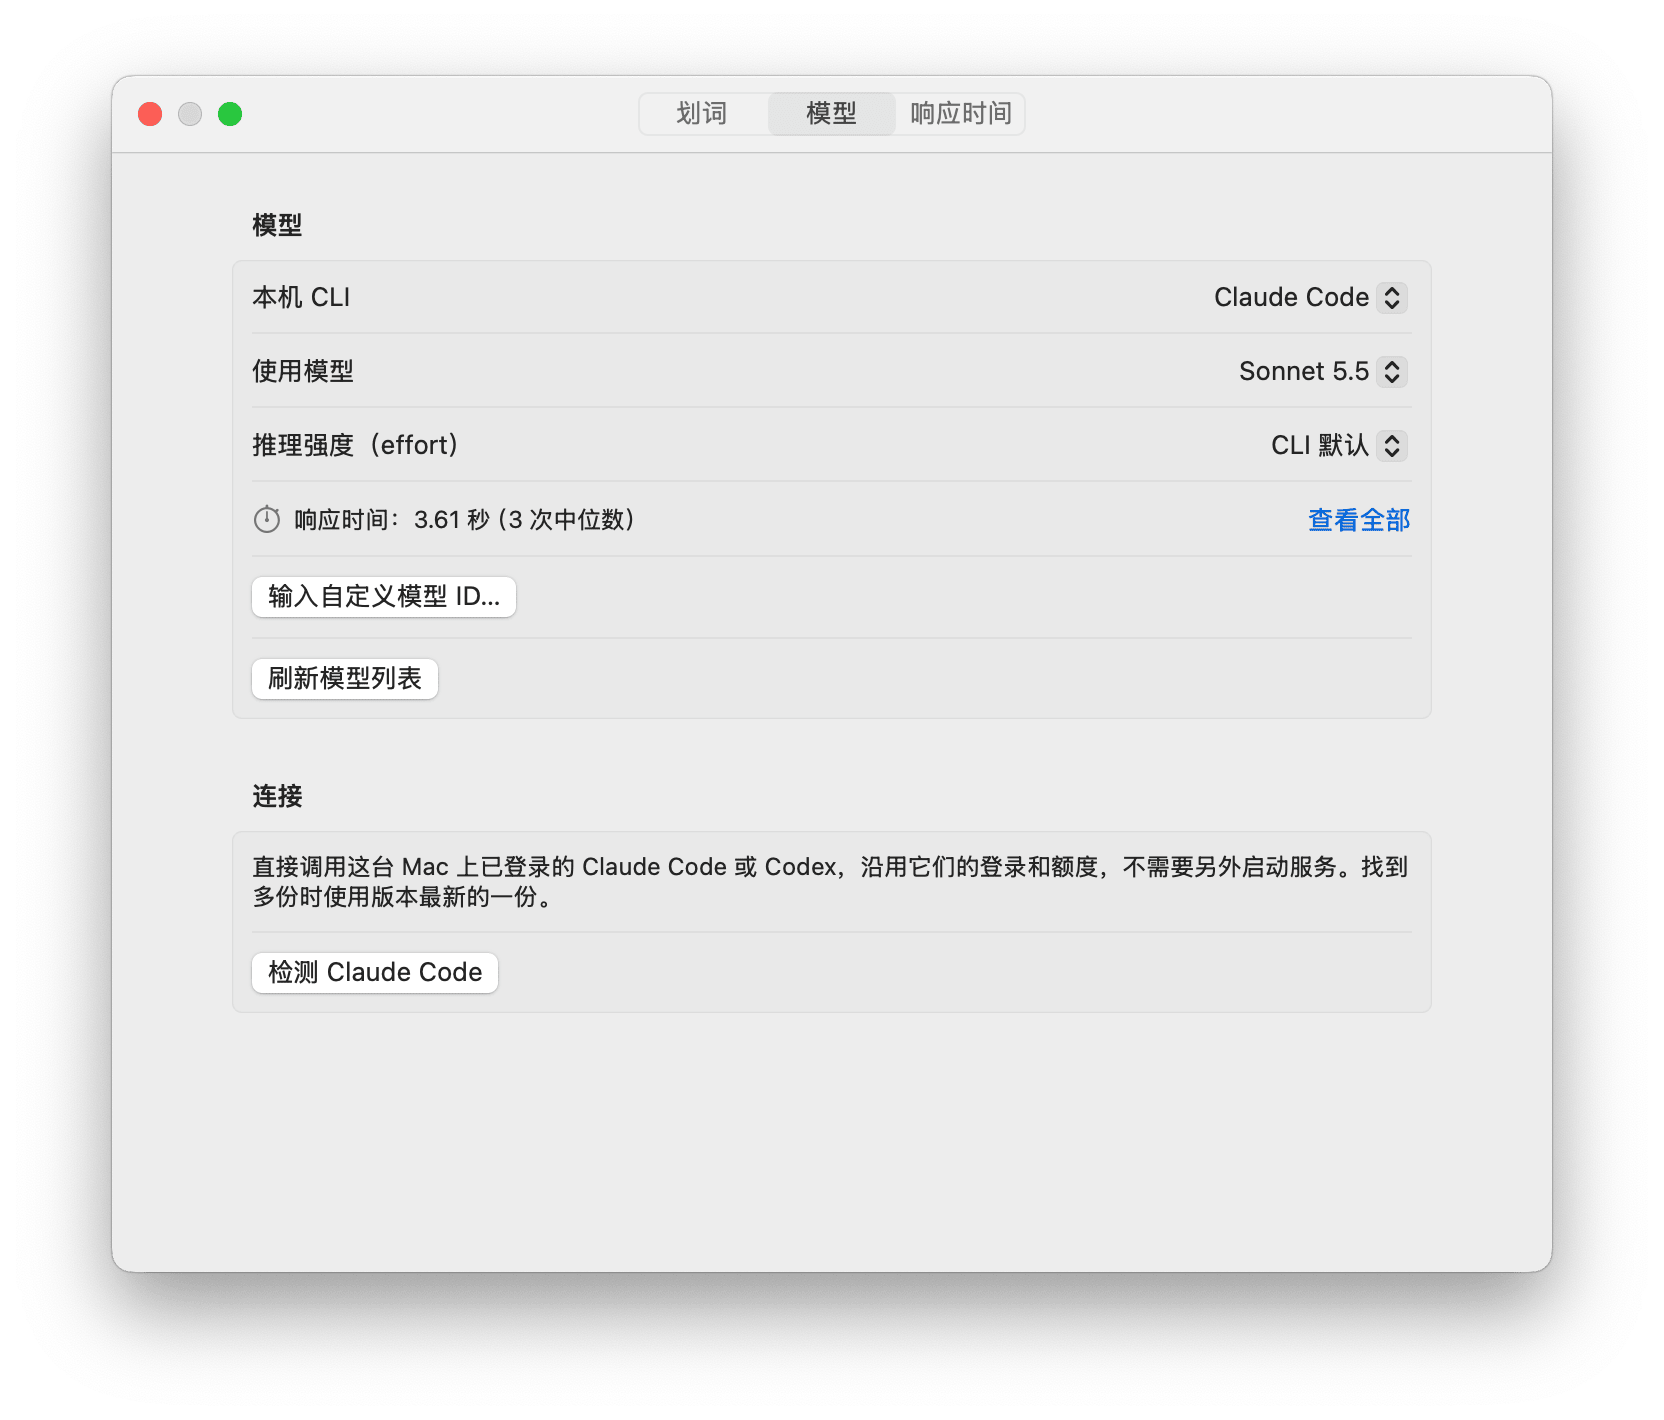 划词
模型
响应时间
模型
本机 CLI
Claude Code
使用模型
Sonnet 5.5
推理强度（effort）
CLI 默认
响应时间：3.61 秒 (3 次中位数)
查看全部
输入自定义模型 ID...
刷新模型列表
连接
直接调用这台 Mac 上已登录的 Claude Code 或 Codex，沿用它们的登录和额度，不需要另外启动服务。找到
多份时使用版本最新的一份。
检测 Claude Code